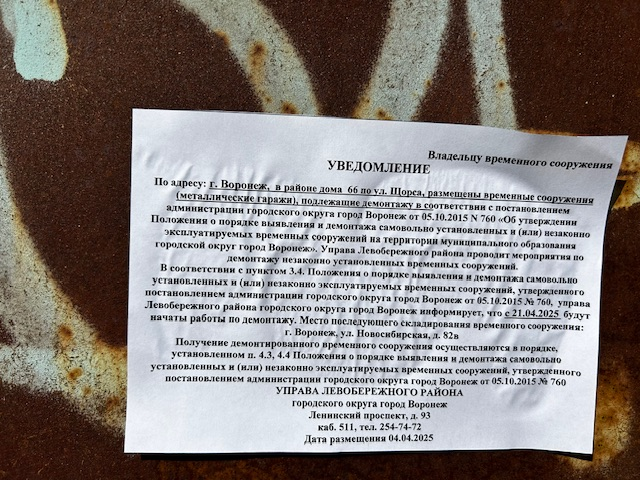 Владельцу временного сооружения
УВЕДОМЛЕНИЕ
По адресу: г. Воронеж, в районе дома 66 по ул. Щорса, размещены временные сооружения
(металлические гаражи), подлежащие демонтажу в соответствии с постановлением
администрации городского округа город Воронеж от 05.10.2015 N 760 «Об утверждении
Положения о порядке выявления и демонтажа самовольно установленных и (или) незаконно
эксплуатируемых временных сооружений на территории муниципального образования
городской округ город Воронеж». Управа Левобережного района проводит мероприятия по
демонтажу незаконно установленных временных сооружений.
В соответствии с пунктом 3.4. Положения о порядке выявления и демонтажа самовольно
установленных и (или) незаконно эксплуатируемых временных сооружений, утвержденного
постановлением администрации городского округа город Воронеж от 05.10.2015 № 760, управа
Левобережного района городского округа город Воронеж информирует, что с 21.04.2025 будут
начаты работы по демонтажу. Место последующего складирования временного сооружения:
г. Воронеж, ул. Новосибирская, д. 82в
Получение демонтированного временного сооружения осуществляются в порядке,
установленном п. 4.3, 4.4 Положения о порядке выявления и демонтажа самовольно
установленных и (или) незаконно эксплуатируемых временных сооружений, утвержденного
постановлением администрации городского округа город Воронеж от 05.10.2015 № 760
УПРАВА ЛЕВОБЕРЕЖНОГО РАЙОНА
городского округа город Воронеж
Ленинский проспект, д. 93
каб. 511, тел. 254-74-72
Дата размещения 04.04.2025